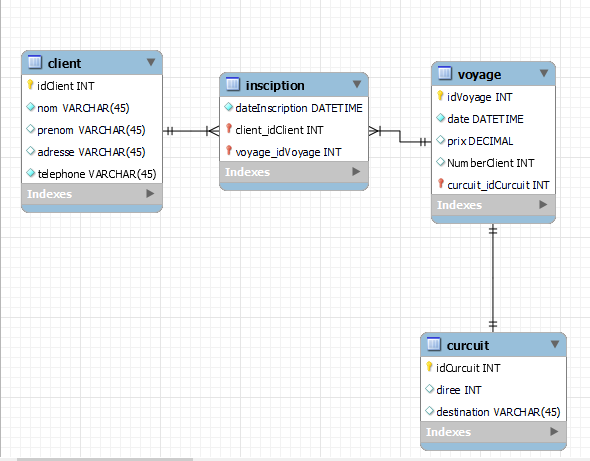 client
idClient INT
nom VARCHAR(45)
prenom VARCHAR(45)
adresse VARCHAR(45)
telephone VARCHAR(45)
Indexes
insciption
dateInscription DATETIME
client_idClient INT
voyage_idVoyage INT
Indexes
voyage
idVoyage INT
date DATETIME
prix DECIMAL
NumberClient INT
curcuit_idCurcuit INT
Indexes
curcuit
idCurcuit INT
diree INT
destination VARCHAR(45)
Indexes